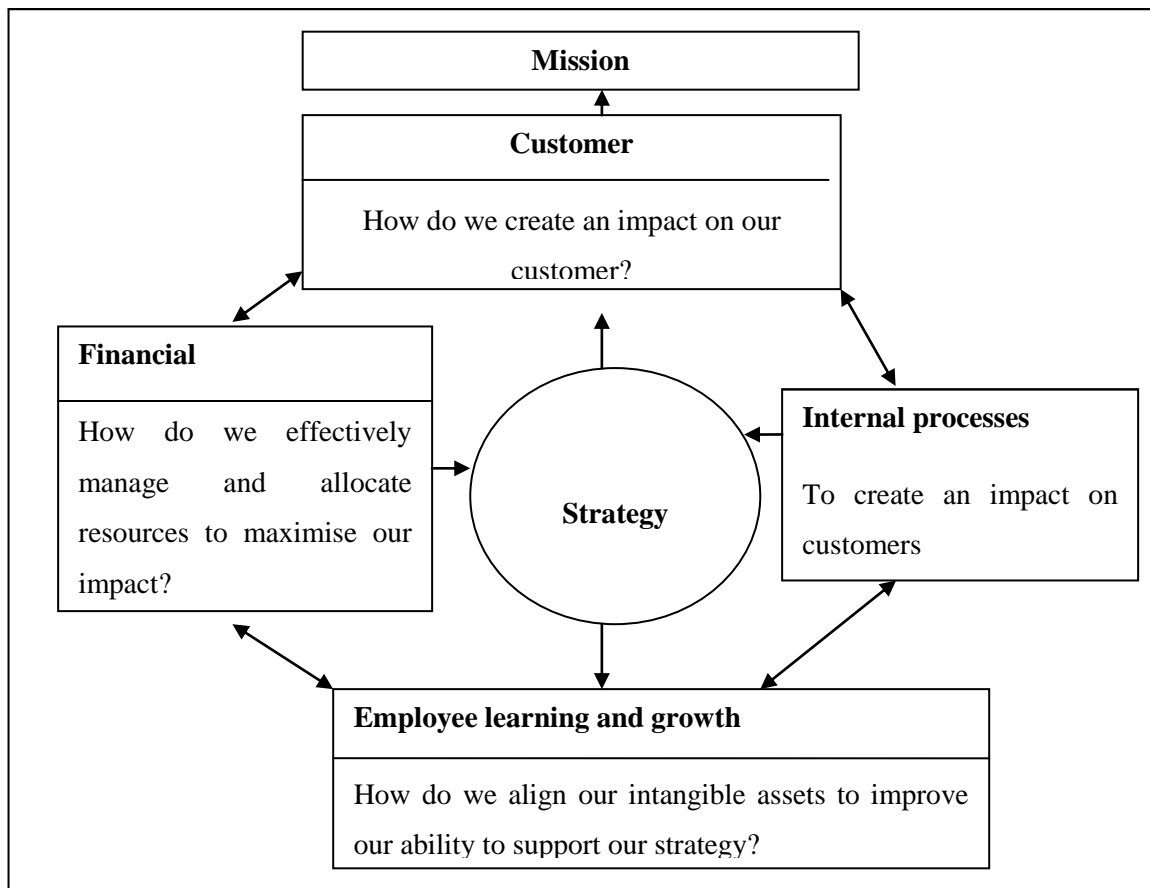 Mission
Customer
How do we create an impact on our
customer?
Financial
How do we effectively
manage and allocate
resources to maximise our
impact?
Strategy
Internal processes
To create an impact on
customers
Employee learning and growth
How do we align our intangible assets to improve
our ability to support our strategy?